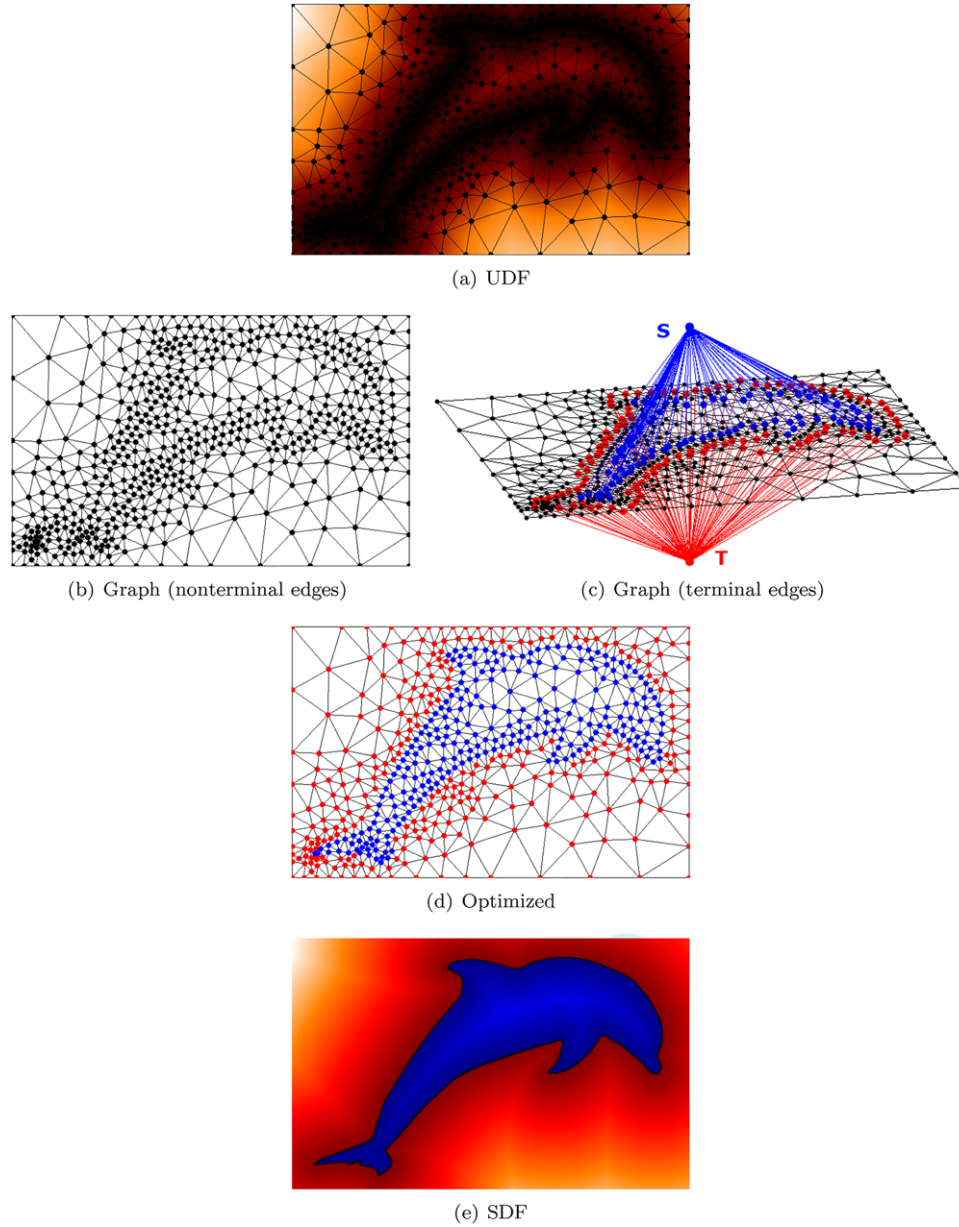 (a) UDF
S
T
(b) Graph (nonterminal edges)
(c) Graph (terminal edges)
(d) Optimized
(e) SDF